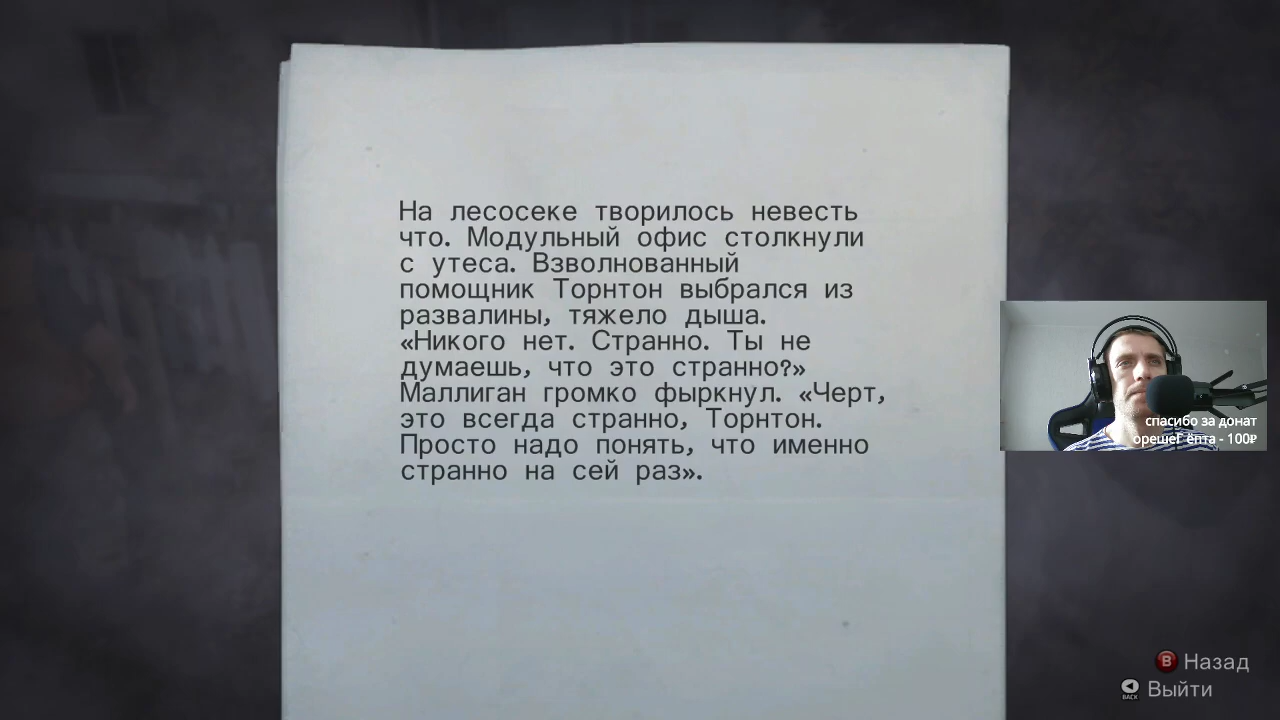 На лесосеке творилось невесть
что. Модульный офис столкнули
с утеса. Взволнованный
помощник Торнтон выбрался из
развалины, тяжело дыша.
«Никого нет. Странно. Ты не
думаешь, что это странно?»
Маллиган громко фыркнул. «Черт,
это всегда странно, Торнтон.
Просто надо понять, что именно
странно на сей раз».
спасибо за донат
орешеГ ёпта - 100₽
B Назад
BACK Выйти